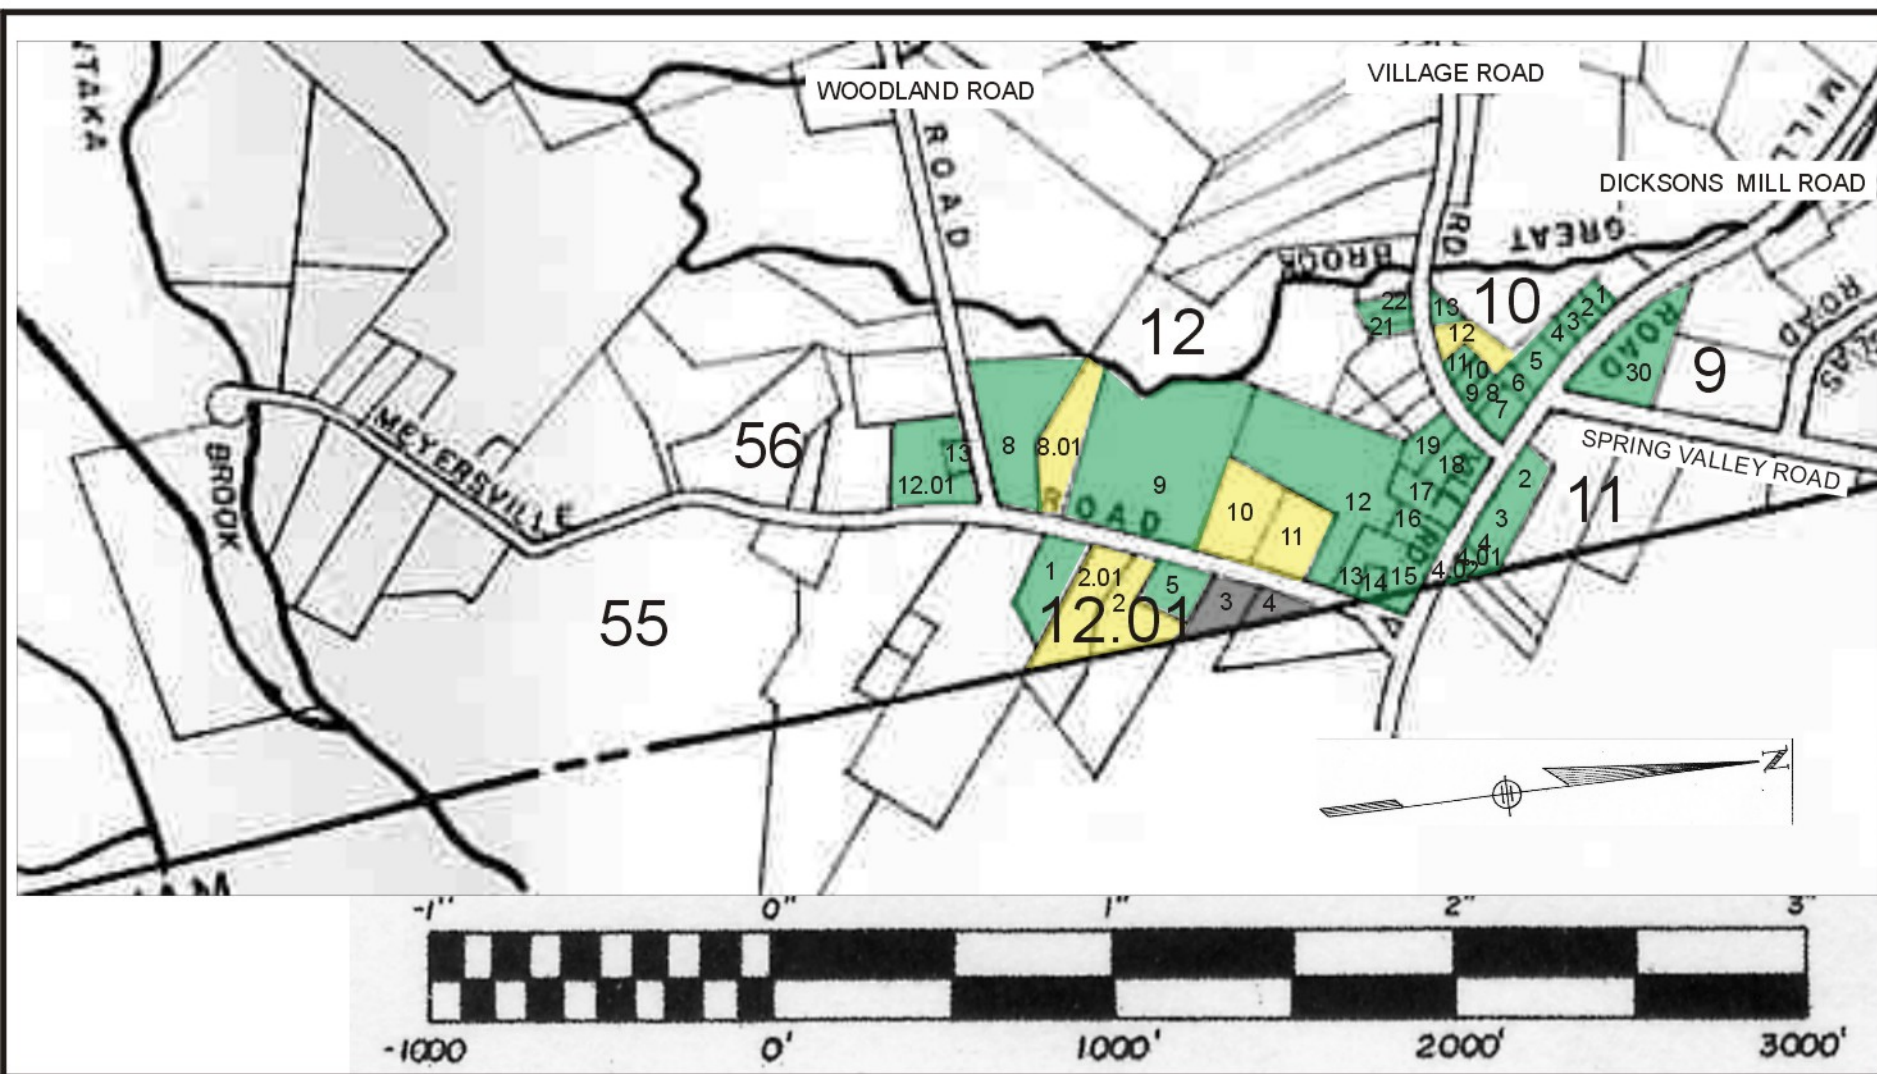 WOODLAND ROAD
VILLAGE ROAD
DICKSONS MILL ROAD
ROAD
RD
GREAT
BROOK
MILL
ROAD
MEYERSVILLE
ROAD
BROOK
SPRING VALLEY ROAD
ROAD
12
10
9
11
56
55
12.01
22
21
13
12
11
10
9
8
7
6
5
4
3
2
1
30
19
18
17
16
12
13
14
15
2
3
4
4.01
4.02
13
12.01
8
8.01
9
10
11
1
2.01
2
5
3
4
N
-1" 0" 1" 2" 3"
-1000 0' 1000' 2000' 3000'